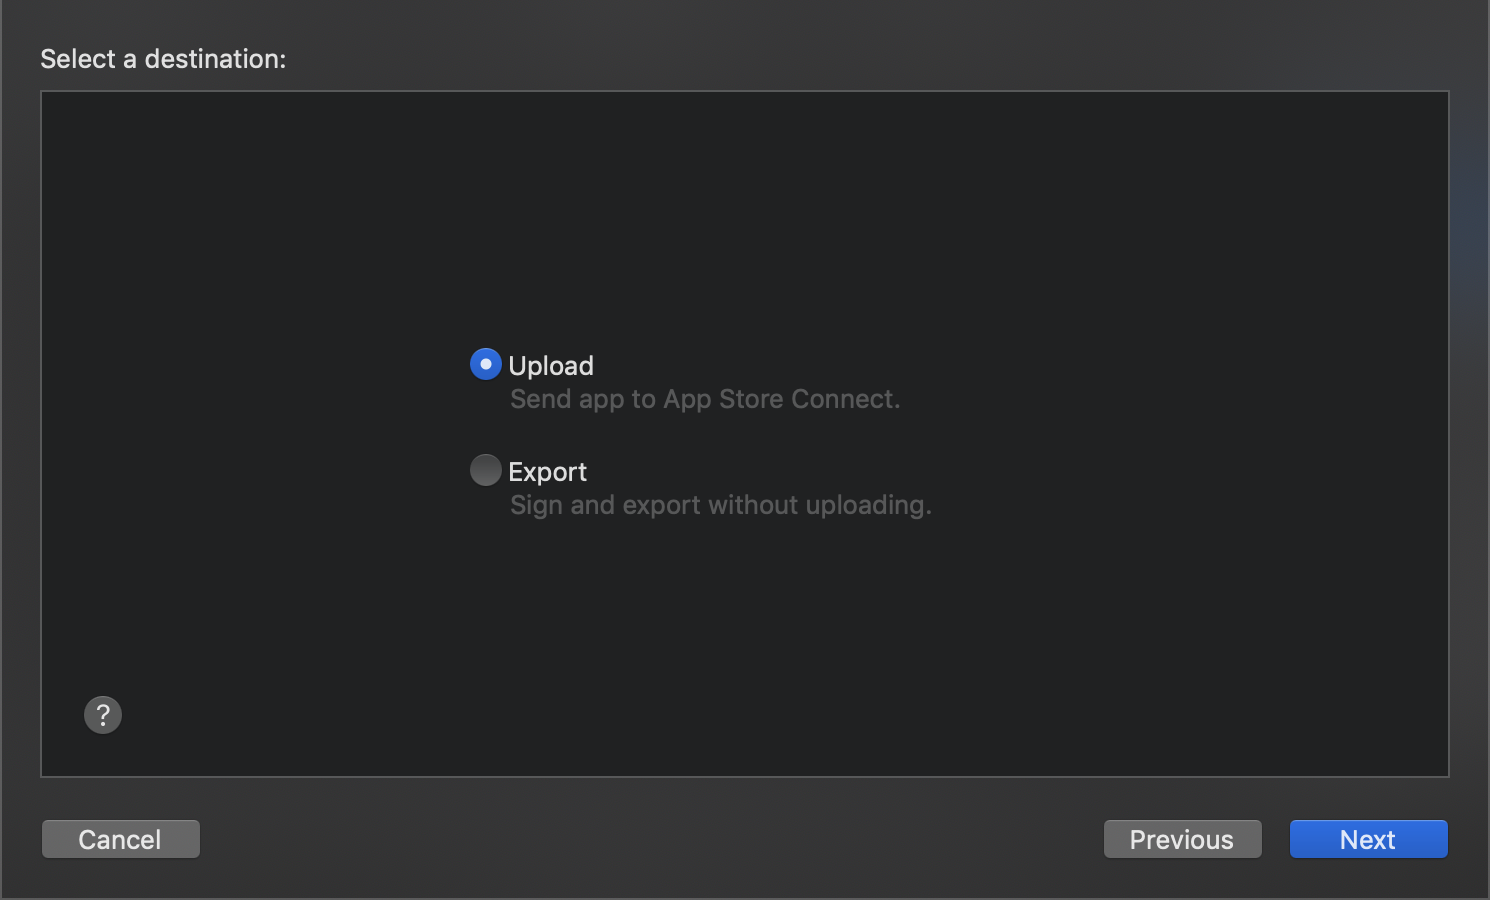 Select a destination:
Upload
Send app to App Store Connect.
Export
Sign and export without uploading.
?
Cancel
Previous
Next